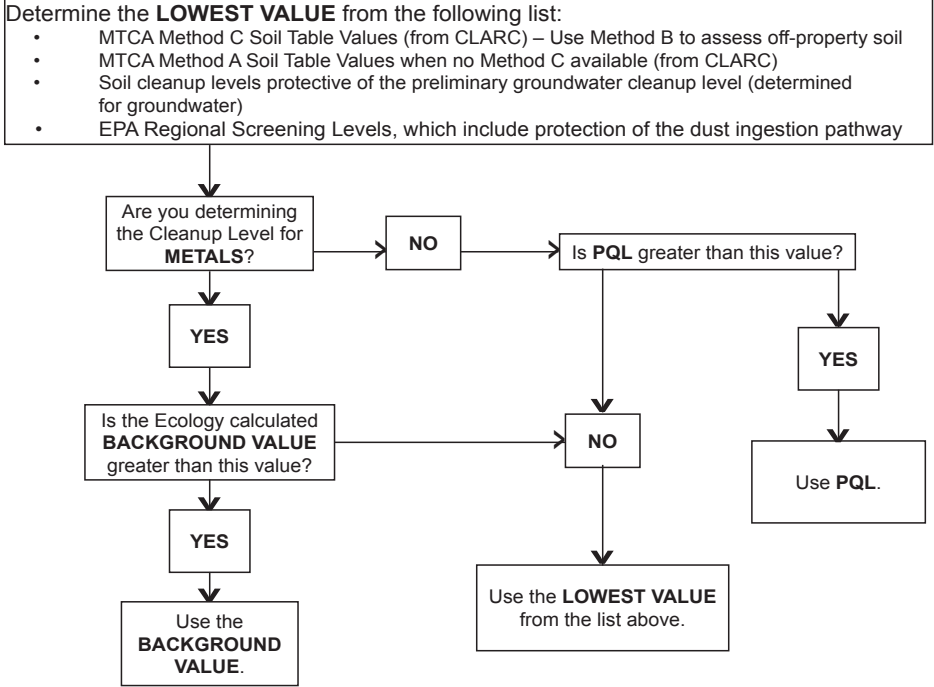 Determine the LOWEST VALUE from the following list:
• MTCA Method C Soil Table Values (from CLARC) – Use Method B to assess off-property soil
• MTCA Method A Soil Table Values when no Method C available (from CLARC)
• Soil cleanup levels protective of the preliminary groundwater cleanup level (determined
for groundwater)
• EPA Regional Screening Levels, which include protection of the dust ingestion pathway
Are you determining
the Cleanup Level for
METALS?
NO
Is PQL greater than this value?
YES
YES
Is the Ecology calculated
BACKGROUND VALUE
greater than this value?
NO
Use PQL.
YES
Use the LOWEST VALUE
from the list above.
Use the
BACKGROUND
VALUE.